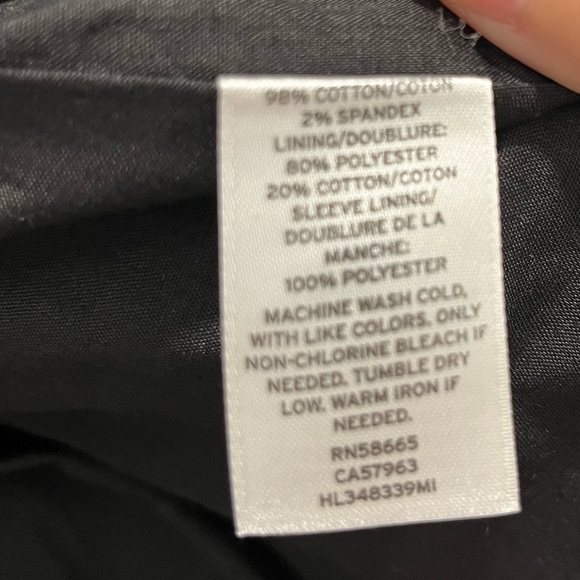 98% COTTON/COTON
2% SPANDEX
LINING/DOUBLURE:
80% POLYESTER
20% COTTON/COTON
SLEEVE LINING/
DOUBLURE DE LA
MANCHE:
100% POLYESTER
MACHINE WASH COLD,
WITH LIKE COLORS. ONLY
NON-CHLORINE BLEACH IF
NEEDED. TUMBLE DRY
LOW. WARM IRON IF
NEEDED.
RN58665
CA57963
HL348339MI